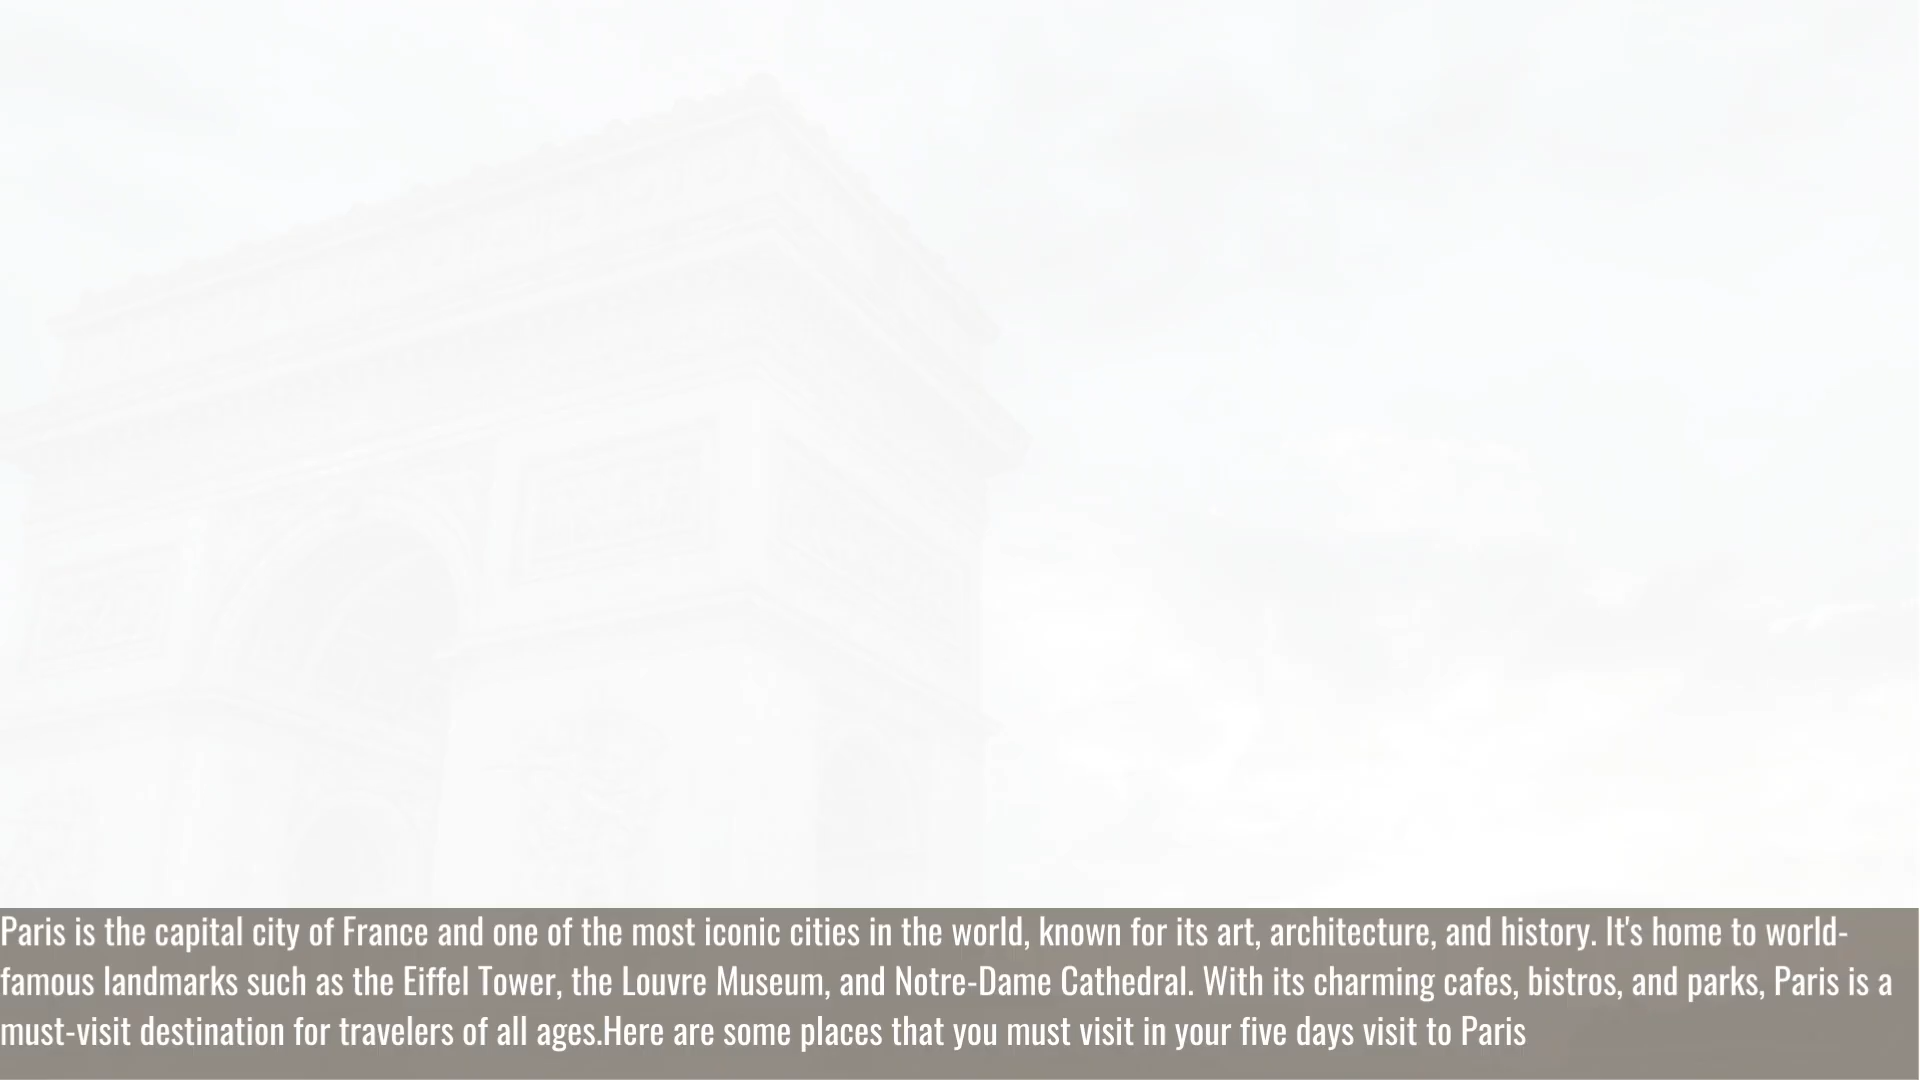 Paris is the capital city of France and one of the most iconic cities in the world, known for its art, architecture, and history. It's home to world-
famous landmarks such as the Eiffel Tower, the Louvre Museum, and Notre-Dame Cathedral. With its charming cafes, bistros, and parks, Paris is a
must-visit destination for travelers of all ages.Here are some places that you must visit in your five days visit to Paris